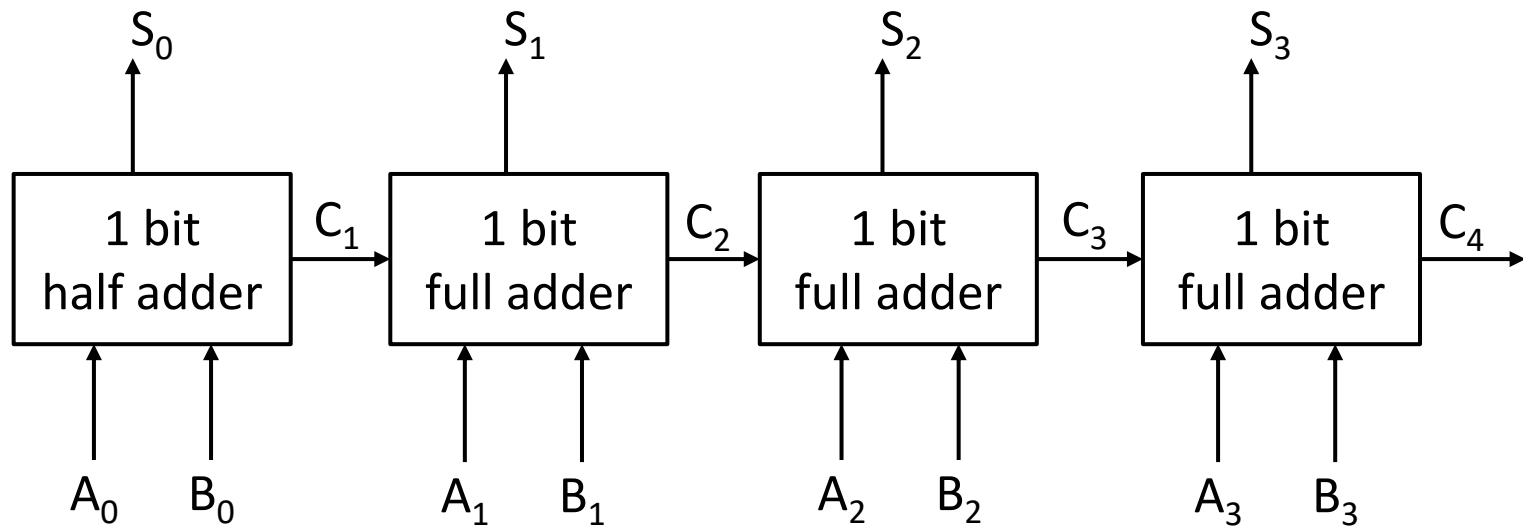 S₀ S₁ S₂ S₃
1 bit half adder
C₁
1 bit full adder
C₂
1 bit full adder
C₃
1 bit full adder
C₄
A₀ B₀ A₁ B₁ A₂ B₂ A₃ B₃